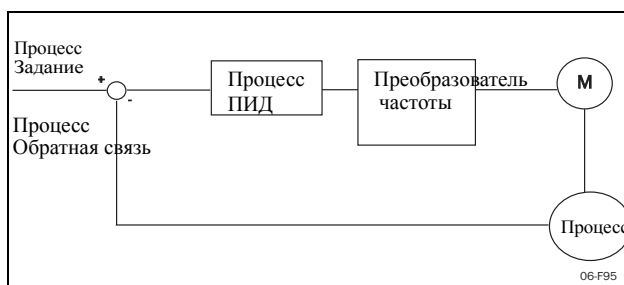 Процесс
Задание
+
-
Процесс
Обратная связь
Процесс
ПИД
Преобразователь
частоты
М
Процесс
06-F95